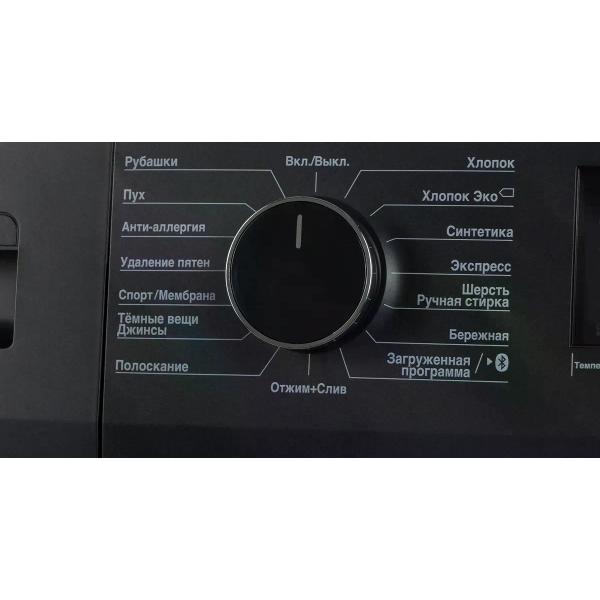 Рубашки
Вкл./Выкл.
Хлопок
Пух
Хлопок Эко
Анти-аллергия
Синтетика
Удаление пятен
Экспресс
Спорт/Мембрана
Шерсть
Ручная стирка
Тёмные вещи
Джинсы
Бережная
Полоскание
Загруженная
программа
Отжим+Слив
Темпе